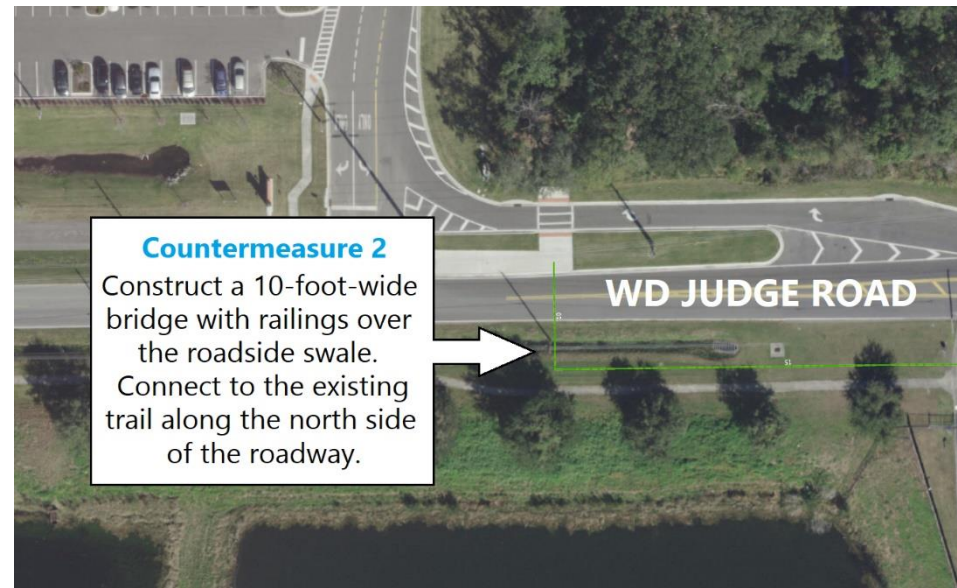 Countermeasure 2
Construct a 10-foot-wide
bridge with railings over
the roadside swale.
Connect to the existing
trail along the north side
of the roadway.
WD JUDGE ROAD